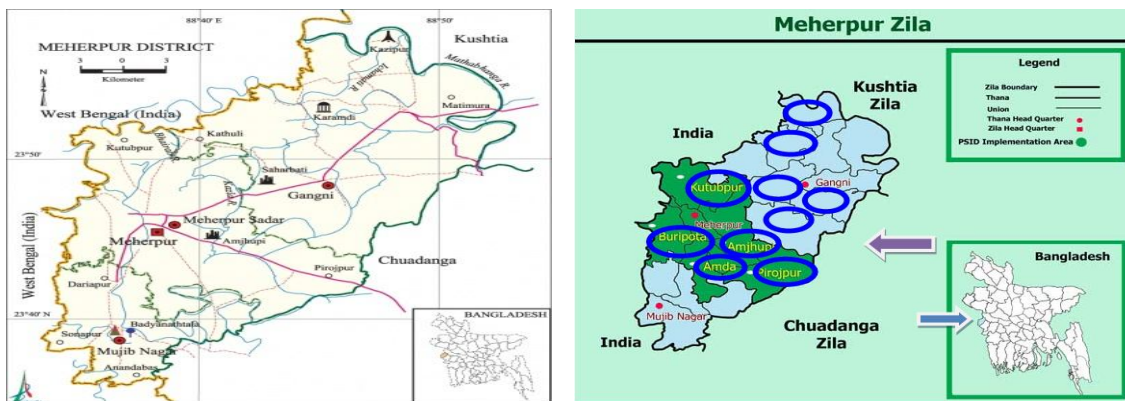 88°40' E
88°50'
MEHERPUR DISTRICT
3 0 3
Kilometer
N
Kushtia
Kazipur
Mathabhanga R
Matimura
Karamdi
West Bengal (India)
Kathuli
Kutubpur
Bhairab R
23°50'
Saharbati
Gangni
Meherpur Sadar
Meherpur
Amjhupi
West Bengal (India)
Chuadanga
Dariapur
Pirojpur
23°40' N
Badyanathtala
Sonapur
Mujib Nagar
Anandabas
BANGLADESH
Meherpur Zila
Legend
Zila Boundary
Thana
Union
Thana Head Quarter
Zila Head Quarter
PSID Implementation Area
Kushtia
Zila
India
Kutubpur
Gangni
Meherpur
Buripota
Amjhupi
Amda
Pirojpur
Mujib Nagar
Chuadanga
Zila
India
Bangladesh